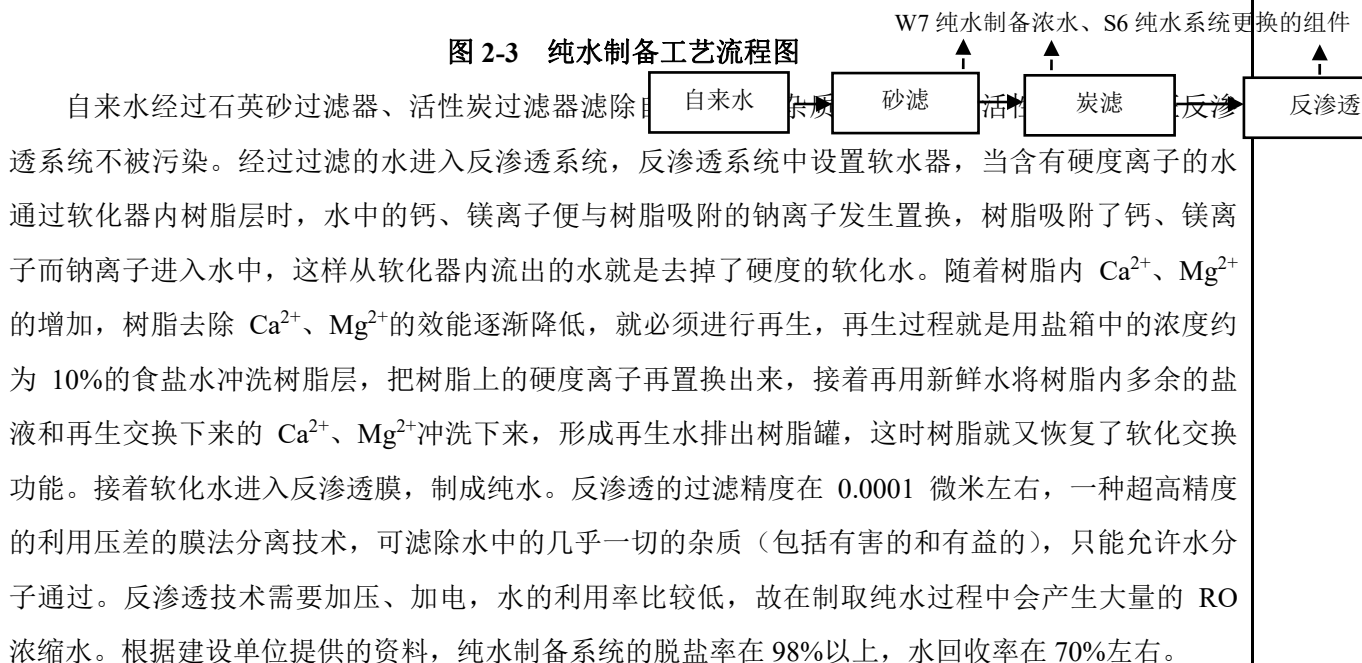 W7 纯水制备浓水、S6 纯水系统更换的组件
图 2-3 纯水制备工艺流程图
自来水 砂滤 炭滤 反渗透
自来水经过石英砂过滤器、活性炭过滤器滤除 杂质 活性 反渗
透系统不被污染。经过过滤的水进入反渗透系统，反渗透系统中设置软水器，当含有硬度离子的水
通过软化器内树脂层时，水中的钙、镁离子便与树脂吸附的钠离子发生置换，树脂吸附了钙、镁离
子而钠离子进入水中，这样从软化器内流出的水就是去掉了硬度的软化水。随着树脂内 Ca²⁺、Mg²⁺
的增加，树脂去除 Ca²⁺、Mg²⁺的效能逐渐降低，就必须进行再生，再生过程就是用盐箱中的浓度约
为 10%的食盐水冲洗树脂层，把树脂上的硬度离子再置换出来，接着再用新鲜水将树脂内多余的盐
液和再生交换下来的 Ca²⁺、Mg²⁺冲洗下来，形成再生水排出树脂罐，这时树脂就又恢复了软化交换
功能。接着软化水进入反渗透膜，制成纯水。反渗透的过滤精度在 0.0001 微米左右，一种超高精度
的利用压差的膜法分离技术，可滤除水中的几乎一切的杂质（包括有害的和有益的），只能允许水分
子通过。反渗透技术需要加压、加电，水的利用率比较低，故在制取纯水过程中会产生大量的 RO
浓缩水。根据建设单位提供的资料，纯水制备系统的脱盐率在 98%以上，水回收率在 70%左右。